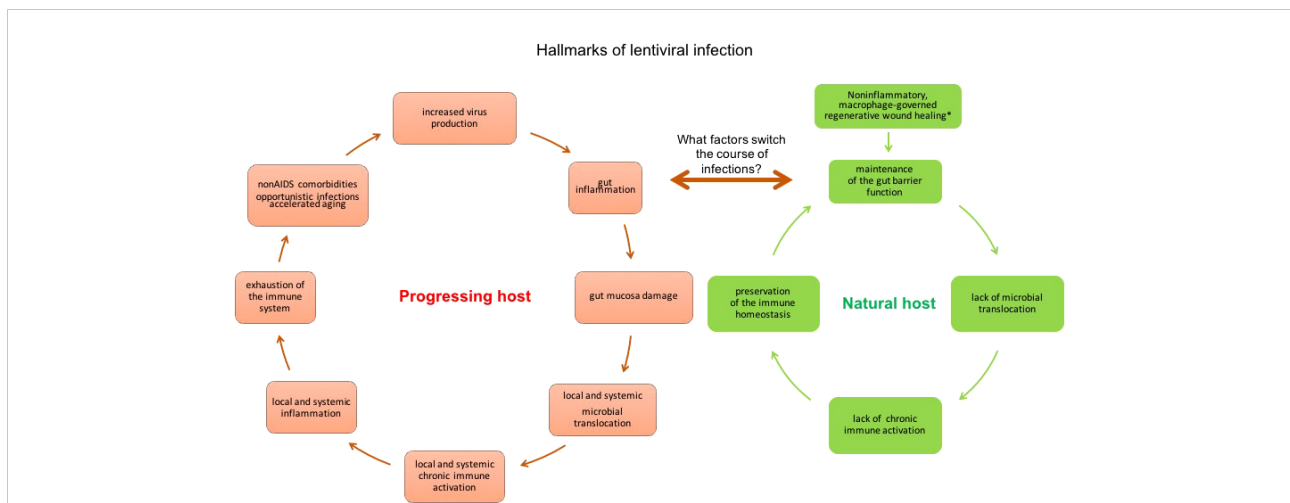 Hallmarks of lentiviral infection
increased virus
production
gut
inflammation
gut mucosa damage
local and systemic
microbial
translocation
local and systemic
chronic immune
activation
local and systemic
inflammation
exhaustion of
the immune
system
nonAIDS comorbidities
opportunistic infections
accelerated aging
Progressing host
What factors switch
the course of
infections?
Noninflammatory,
macrophage-governed
regenerative wound healing*
maintenance
of the gut barrier
function
lack of microbial
translocation
lack of chronic
immune activation
preservation
of the immune
homeostasis
Natural host